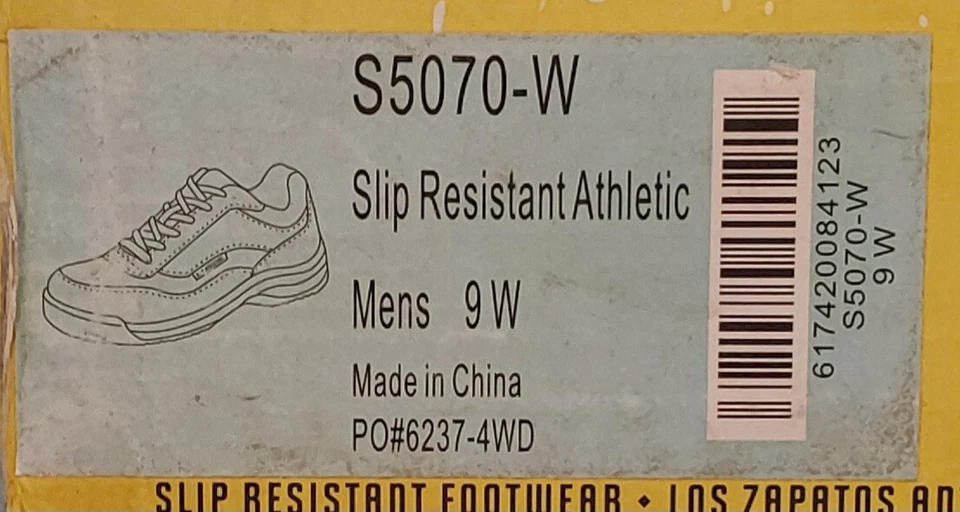 S5070-W
Slip Resistant Athletic
Mens 9 W
Made in China
PO#6237-4WD
617420084123
S5070-W
9 W
SLIP RESISTANT FOOTWEAR • LOS ZAPATOS AN